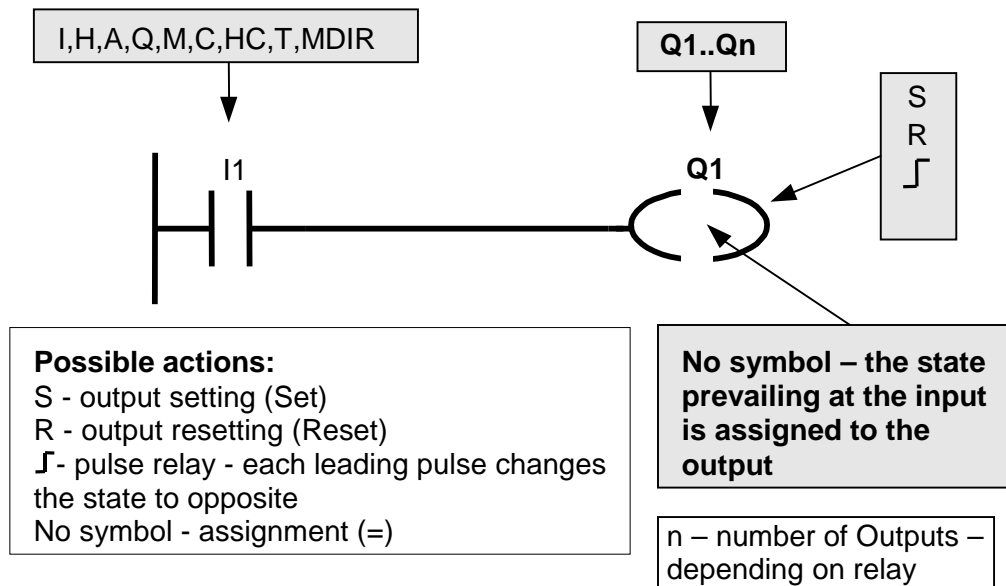 I,H,A,Q,M,C,HC,T,MDIR
Q1..Qn
S
R
I1
Q1
Possible actions:
S - output setting (Set)
R - output resetting (Reset)
- pulse relay - each leading pulse changes
the state to opposite
No symbol - assignment (=)
No symbol – the state
prevailing at the input
is assigned to the
output
n – number of Outputs –
depending on relay